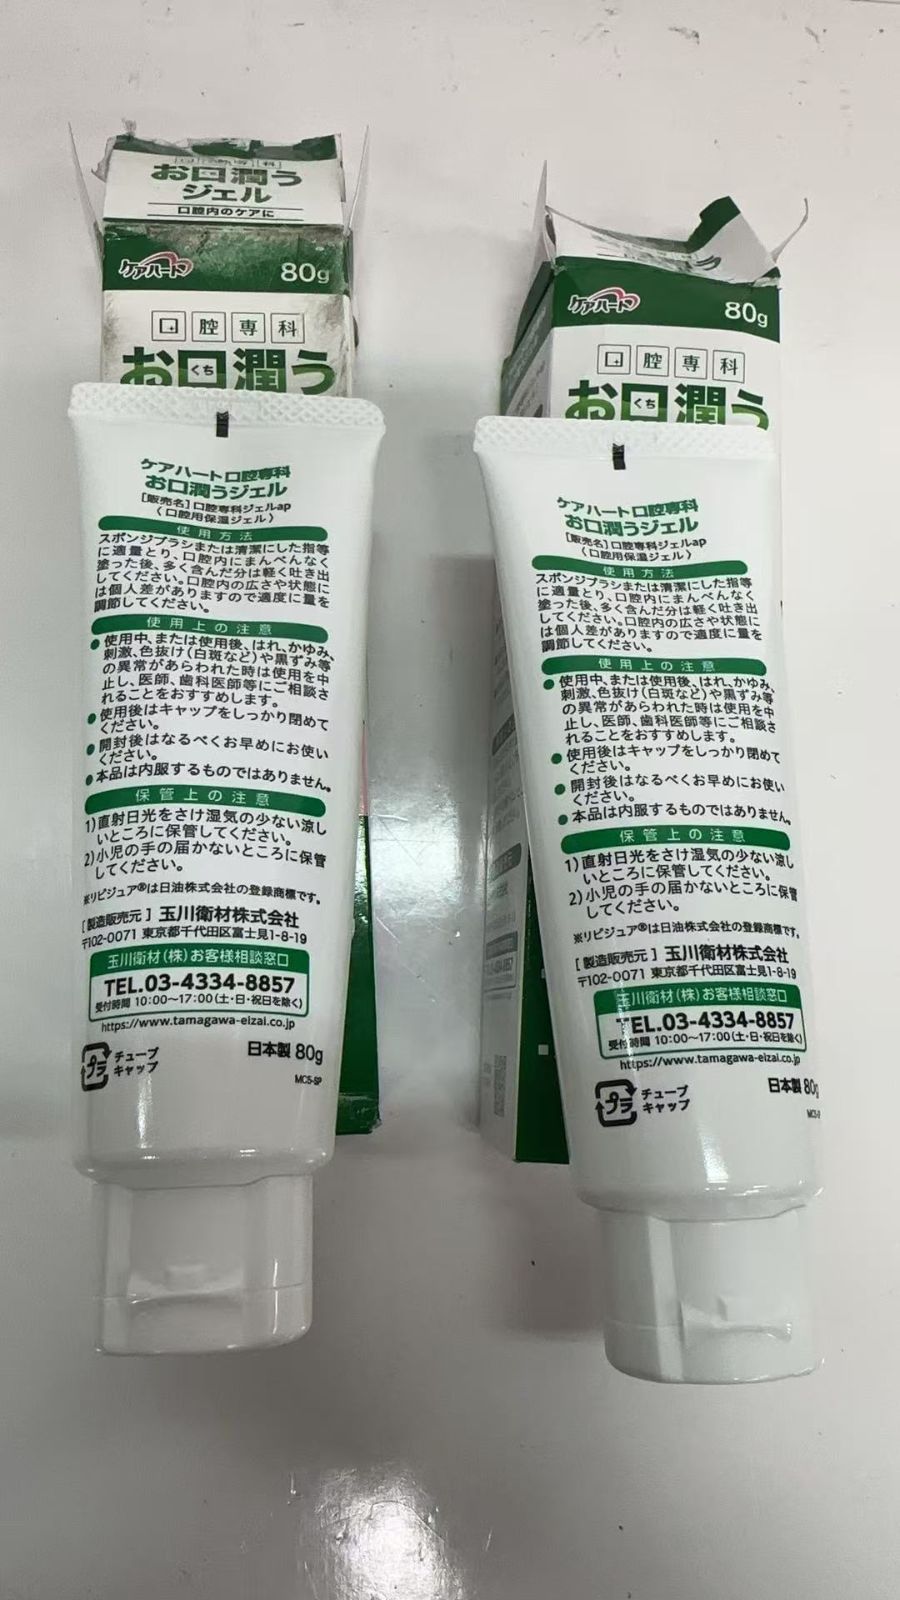 お口潤う
ジェル
口腔内のケアに
ケアハート
80g
口腔専科
お口潤う
くち
ケアハート口腔専科
お口潤うジェル
[販売名]口腔専科ジェルap
〈口腔用保湿ジェル〉
使用方法
スポンジブラシまたは清潔にした指等
に適量とり、口腔内にまんべんなく
塗った後、多く含んだ分は軽く吐き出
してください。口腔内の広さや状態に
は個人差がありますので適度に量を
調節してください。
使用上の注意
●使用中、または使用後、はれ、かゆみ、
刺激、色抜け(白斑など)や黒ずみ等
の異常があらわれた時は使用を中
止し、医師、歯科医師等にご相談さ
れることをおすすめします。
●使用後はキャップをしっかり閉めて
ください。
●開封後はなるべくお早めにお使い
ください。
●本品は内服するものではありません。
保管上の注意
1)直射日光をさけ湿気の少ない涼し
いところに保管してください。
2)小児の手の届かないところに保管
してください。
※リピジュア®は日油株式会社の登録商標です。
[製造販売元] 玉川衛材株式会社
〒102-0071 東京都千代田区富士見1-8-19
玉川衛材(株)お客様相談窓口
TEL.03-4334-8857
受付時間 10:00〜17:00(土・日・祝日を除く)
https://www.tamagawa-eizai.co.jp
プラ
チューブ
キャップ
日本製 80g
MC5-SP
ケアハート
80g
口腔専科
お口潤う
くち
ケアハート口腔専科
お口潤うジェル
[販売名]口腔専科ジェルap
〈口腔用保湿ジェル〉
使用方法
スポンジブラシまたは清潔にした指等
に適量とり、口腔内にまんべんなく
塗った後、多く含んだ分は軽く吐き出
してください。口腔内の広さや状態に
は個人差がありますので適度に量を
調節してください。
使用上の注意
●使用中、または使用後、はれ、かゆみ、
刺激、色抜け(白斑など)や黒ずみ等
の異常があらわれた時は使用を中
止し、医師、歯科医師等にご相談さ
れることをおすすめします。
●使用後はキャップをしっかり閉めて
ください。
●開封後はなるべくお早めにお使い
ください。
●本品は内服するものではありません。
保管上の注意
1)直射日光をさけ湿気の少ない涼し
いところに保管してください。
2)小児の手の届かないところに保管
してください。
※リピジュア®は日油株式会社の登録商標です。
[製造販売元] 玉川衛材株式会社
〒102-0071 東京都千代田区富士見1-8-19
玉川衛材(株)お客様相談窓口
TEL.03-4334-8857
受付時間 10:00〜17:00(土・日・祝日を除く)
https://www.tamagawa-eizai.co.jp
プラ
チューブ
キャップ
日本製 80g